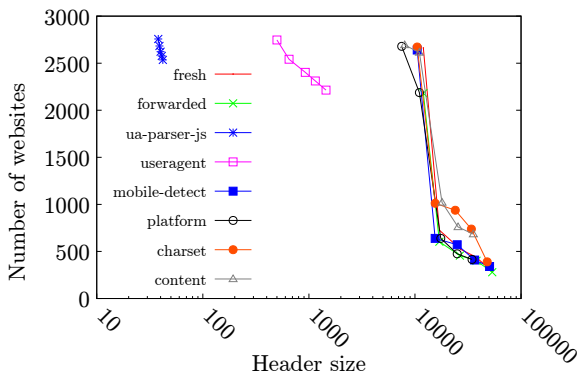 3000
2500
2000
1500
1000
500
0
Number of websites
fresh
forwarded
ua-parser-js
useragent
mobile-detect
platform
charset
content
10
100
1000
10000
100000
Header size